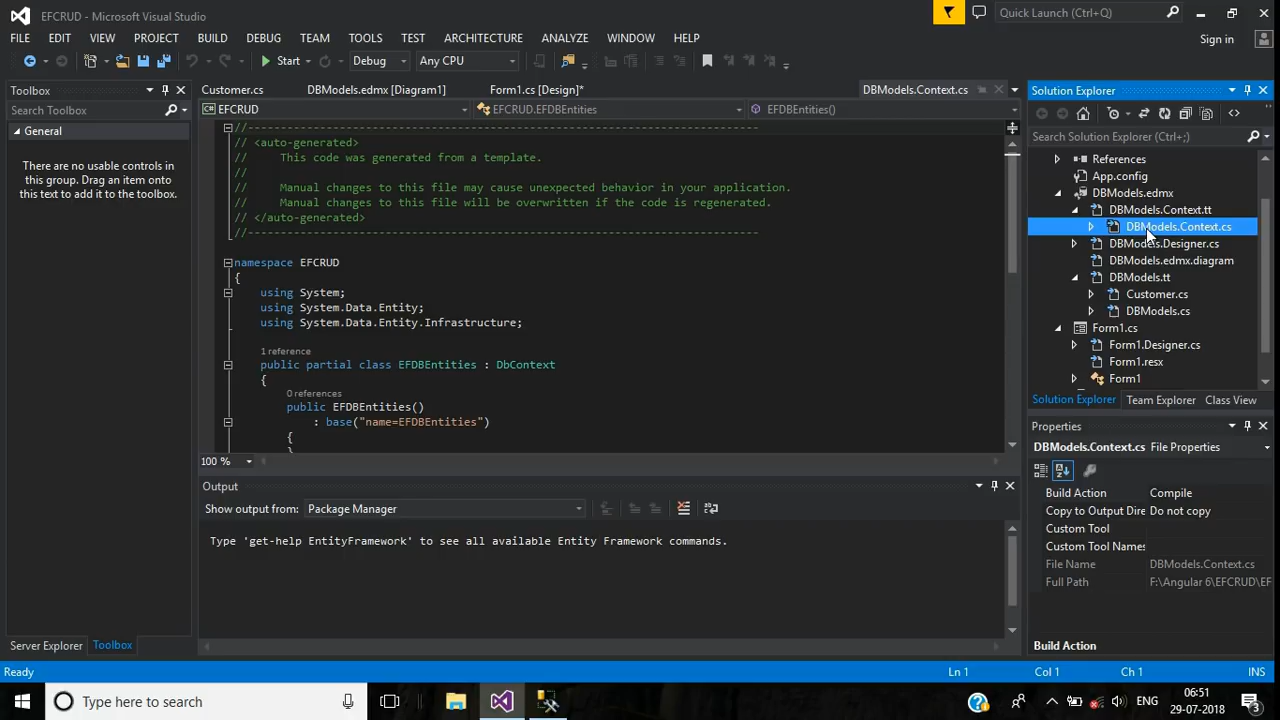 EFCRUD - Microsoft Visual Studio
Quick Launch (Ctrl+Q)
FILE EDIT VIEW PROJECT BUILD DEBUG TEAM TOOLS TEST ARCHITECTURE ANALYZE WINDOW HELP
Sign in
Start Debug Any CPU
Toolbox
Search Toolbox
General
There are no usable controls in
this group. Drag an item onto
this text to add it to the toolbox.
Server Explorer Toolbox
Customer.cs DBModels.edmx [Diagram1] Form1.cs [Design]* DBModels.Context.cs
EFCRUD EFCRUD.EFDBEntities EFDBEntities()
//------------------------------------------------------------------------------
// <auto-generated>
//     This code was generated from a template.
//
//     Manual changes to this file may cause unexpected behavior in your application.
//     Manual changes to this file will be overwritten if the code is regenerated.
// </auto-generated>
//------------------------------------------------------------------------------
namespace EFCRUD
{
using System;
using System.Data.Entity;
using System.Data.Entity.Infrastructure;
1 reference
public partial class EFDBEntities : DbContext
{
0 references
public EFDBEntities()
: base("name=EFDBEntities")
{
}
100 %
Output
Show output from: Package Manager
Type 'get-help EntityFramework' to see all available Entity Framework commands.
Solution Explorer
Search Solution Explorer (Ctrl+;)
References
App.config
DBModels.edmx
DBModels.Context.tt
DBModels.Context.cs
DBModels.Designer.cs
DBModels.edmx.diagram
DBModels.tt
Customer.cs
DBModels.cs
Form1.cs
Form1.Designer.cs
Form1.resx
Form1
Solution Explorer Team Explorer Class View
Properties
DBModels.Context.cs File Properties
Build Action Compile
Copy to Output Dire Do not copy
Custom Tool
Custom Tool Names
File Name DBModels.Context.cs
Full Path F:\Angular 6\EFCRUD\EF
Build Action
Ready Ln 1 Col 1 Ch 1 INS
Type here to search
ENG
06:51
29-07-2018
3